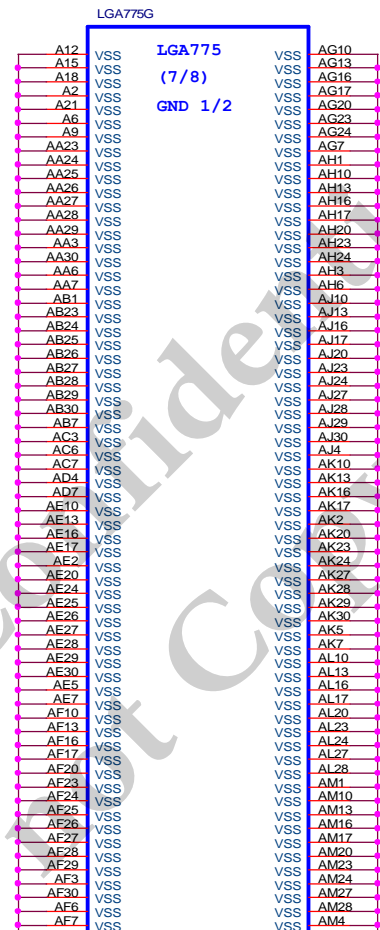 LGA775G
LGA775
(7/8)
GND 1/2
A12 VSS VSS AG10
A15 VSS VSS AG13
A18 VSS VSS AG16
A2 VSS VSS AG17
A21 VSS VSS AG20
A6 VSS VSS AG23
A9 VSS VSS AG24
AA23 VSS VSS AG7
AA24 VSS VSS AH1
AA25 VSS VSS AH10
AA26 VSS VSS AH13
AA27 VSS VSS AH16
AA28 VSS VSS AH17
AA29 VSS VSS AH20
AA3 VSS VSS AH23
AA30 VSS VSS AH24
AA6 VSS VSS AH3
AA7 VSS VSS AH6
AB1 VSS VSS AJ10
AB23 VSS VSS AJ13
AB24 VSS VSS AJ16
AB25 VSS VSS AJ17
AB26 VSS VSS AJ20
AB27 VSS VSS AJ23
AB28 VSS VSS AJ24
AB29 VSS VSS AJ27
AB30 VSS VSS AJ28
AB7 VSS VSS AJ29
AC3 VSS VSS AJ30
AC6 VSS VSS AJ4
AC7 VSS VSS AK10
AD4 VSS VSS AK13
AD7 VSS VSS AK16
AE10 VSS VSS AK17
AE13 VSS VSS AK2
AE16 VSS VSS AK20
AE17 VSS VSS AK23
AE2 VSS VSS AK24
AE20 VSS VSS AK27
AE24 VSS VSS AK28
AE25 VSS VSS AK29
AE26 VSS VSS AK30
AE27 VSS VSS AK5
AE28 VSS VSS AK7
AE29 VSS VSS AL10
AE30 VSS VSS AL13
AE5 VSS VSS AL16
AE7 VSS VSS AL17
AF10 VSS VSS AL20
AF13 VSS VSS AL23
AF16 VSS VSS AL24
AF17 VSS VSS AL27
AF20 VSS VSS AL28
AF23 VSS VSS AM1
AF24 VSS VSS AM10
AF25 VSS VSS AM13
AF26 VSS VSS AM16
AF27 VSS VSS AM17
AF28 VSS VSS AM20
AF29 VSS VSS AM23
AF3 VSS VSS AM24
AF30 VSS VSS AM27
AF6 VSS VSS AM28
AF7 VSS VSS AM4
Confidenti
not Copy